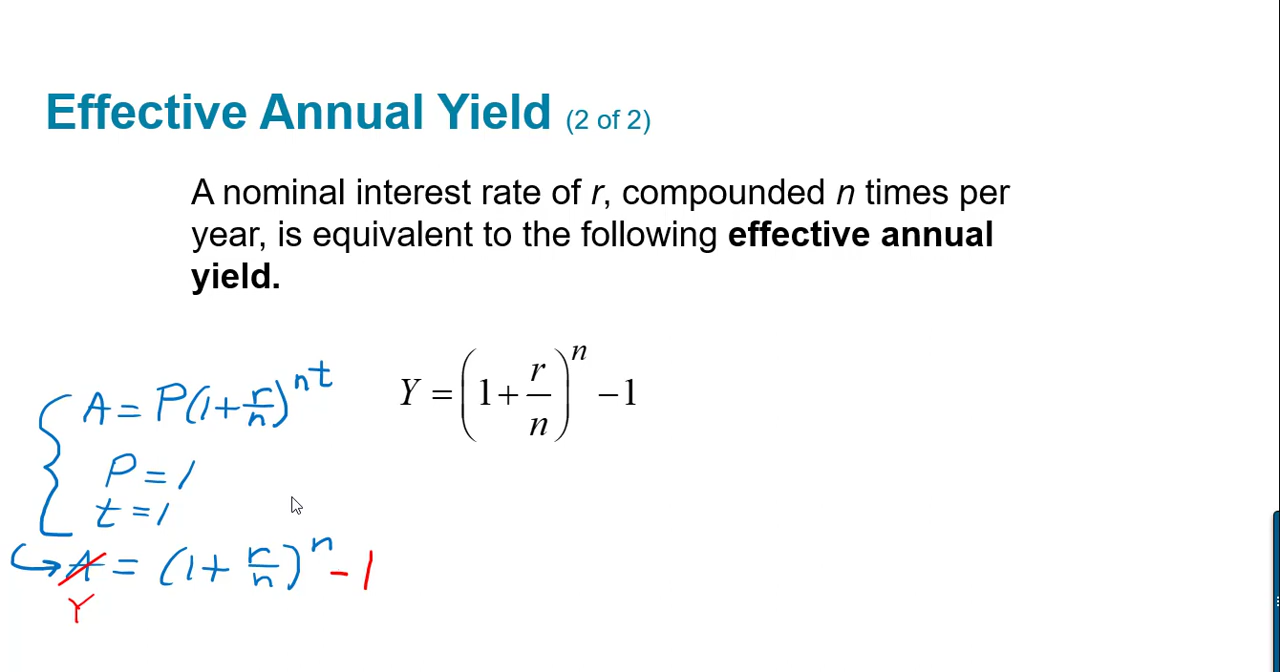 Effective Annual Yield (2 of 2)
A nominal interest rate of r, compounded n times per
year, is equivalent to the following effective annual
yield.
Y = (1 + r/n)^n − 1
A = P(1 + r/n)^nt
P = 1
t = 1
A = (1 + r/n)^n − 1
Y